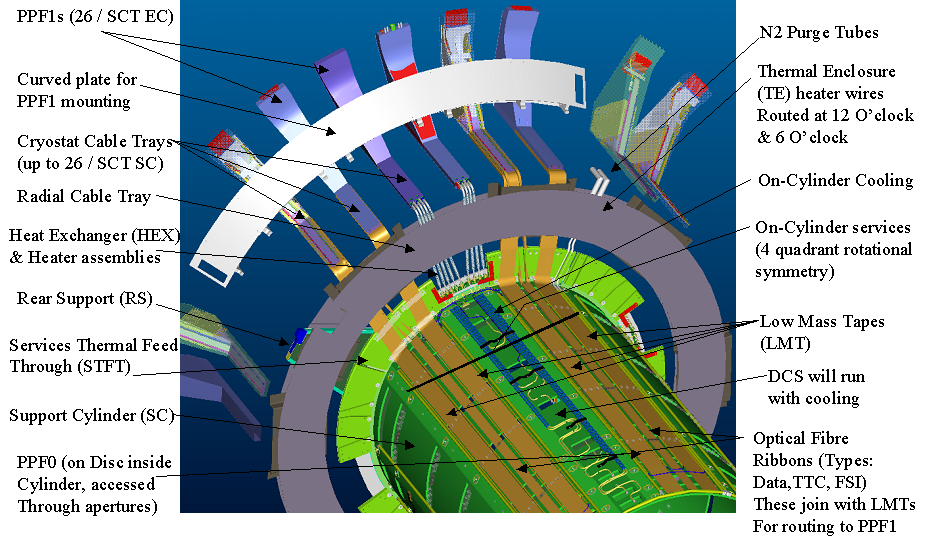 PPF1s (26 / SCT EC)
Curved plate for
PPF1 mounting
Cryostat Cable Trays
(up to 26 / SCT SC)
Radial Cable Tray
Heat Exchanger (HEX)
& Heater assemblies
Rear Support (RS)
Services Thermal Feed
Through (STFT)
Support Cylinder (SC)
PPF0 (on Disc inside
Cylinder, accessed
Through apertures)
N2 Purge Tubes
Thermal Enclosure
(TE) heater wires
Routed at 12 O'clock
& 6 O'clock
On-Cylinder Cooling
On-Cylinder services
(4 quadrant rotational
symmetry)
Low Mass Tapes
(LMT)
DCS will run
with cooling
Optical Fibre
Ribbons (Types:
Data,TTC, FSI)
These join with LMTs
For routing to PPF1